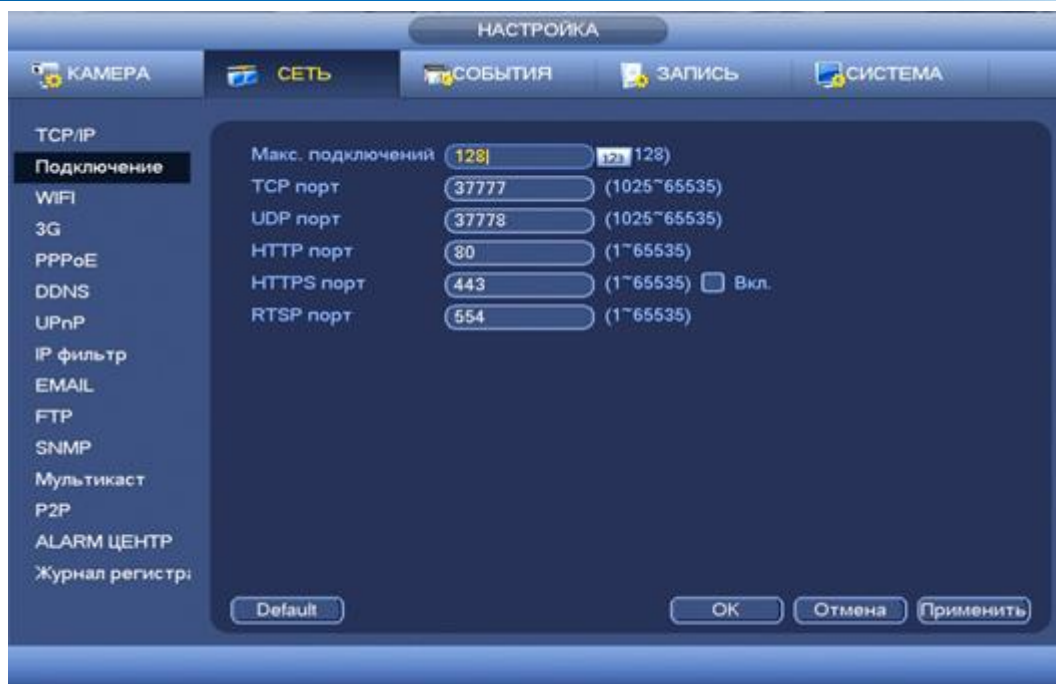 НАСТРОЙКА
КАМЕРА СЕТЬ СОБЫТИЯ ЗАПИСЬ СИСТЕМА
TCP/IP
Подключение
WIFI
3G
PPPoE
DDNS
UPnP
IP фильтр
EMAIL
FTP
SNMP
Мультикаст
P2P
ALARM ЦЕНТР
Журнал регистра
Макс. подключений 128 123 128)
TCP порт 37777 (1025~65535)
UDP порт 37778 (1025~65535)
HTTP порт 80 (1~65535)
HTTPS порт 443 (1~65535) Вкл.
RTSP порт 554 (1~65535)
Default OK Отмена Применить